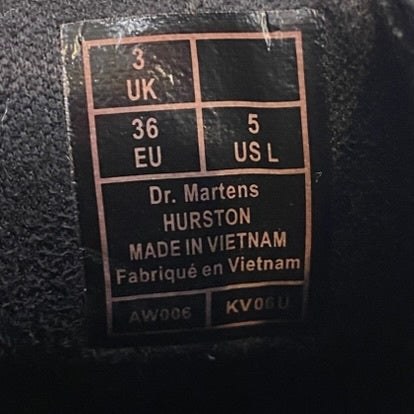 3
UK
36
EU
5
US L
Dr. Martens
HURSTON
MADE IN VIETNAM
Fabriqué en Vietnam
AW006
KV06U